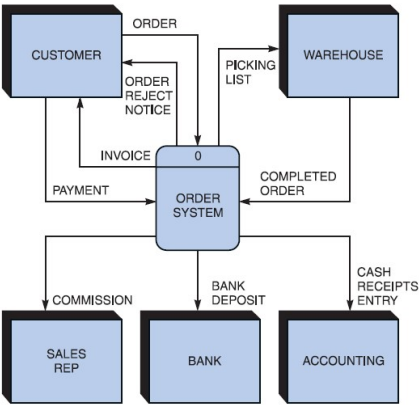 ORDER
CUSTOMER
WAREHOUSE
ORDER
REJECT
NOTICE
PICKING
LIST
INVOICE
0
PAYMENT
COMPLETED
ORDER
ORDER
SYSTEM
COMMISSION
BANK
DEPOSIT
CASH
RECEIPTS
ENTRY
SALES
REP
BANK
ACCOUNTING